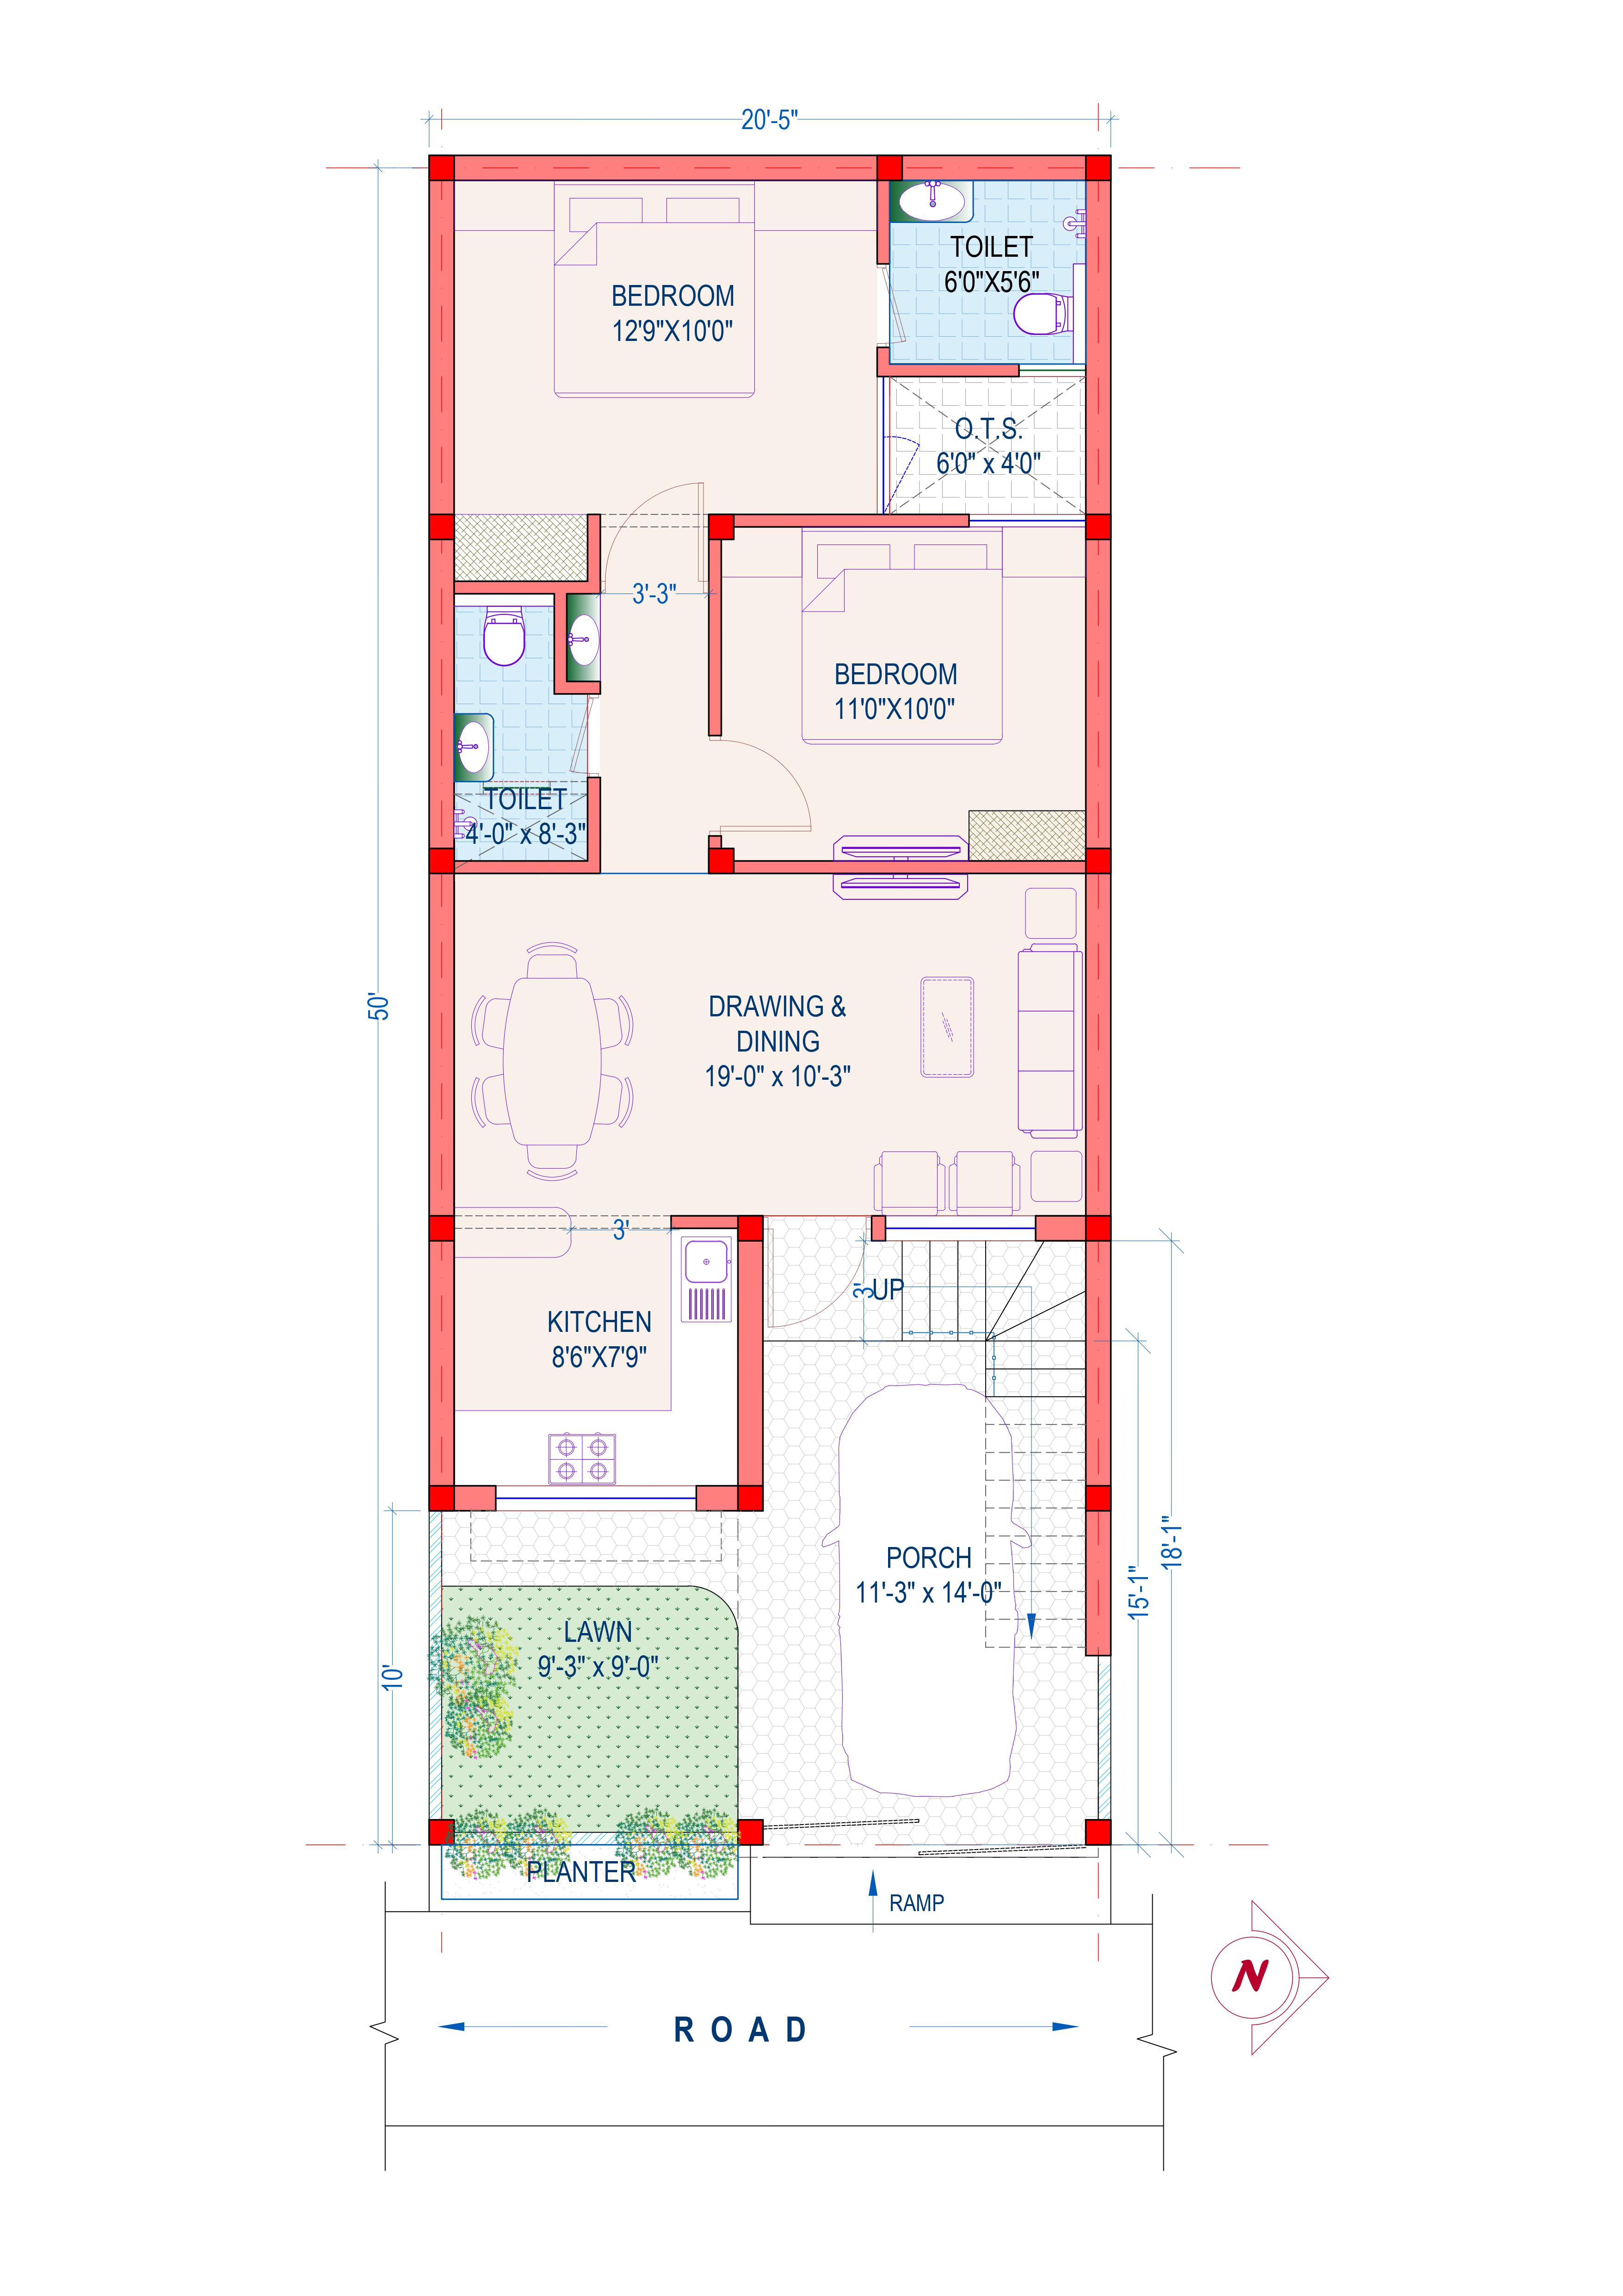 20'-5"
TOILET
6'0"X5'6"
BEDROOM
12'9"X10'0"
O.T.S.
6'0" x 4'0"
3'-3"
BEDROOM
11'0"X10'0"
TOILET
4'-0" x 8'-3"
50'
DRAWING &
DINING
19'-0" x 10'-3"
3'
UP
3'
KITCHEN
8'6"X7'9"
PORCH
11'-3" x 14'-0"
18'-1"
15'-1"
LAWN
9'-3" x 9'-0"
10'
PLANTER
RAMP
N
ROAD